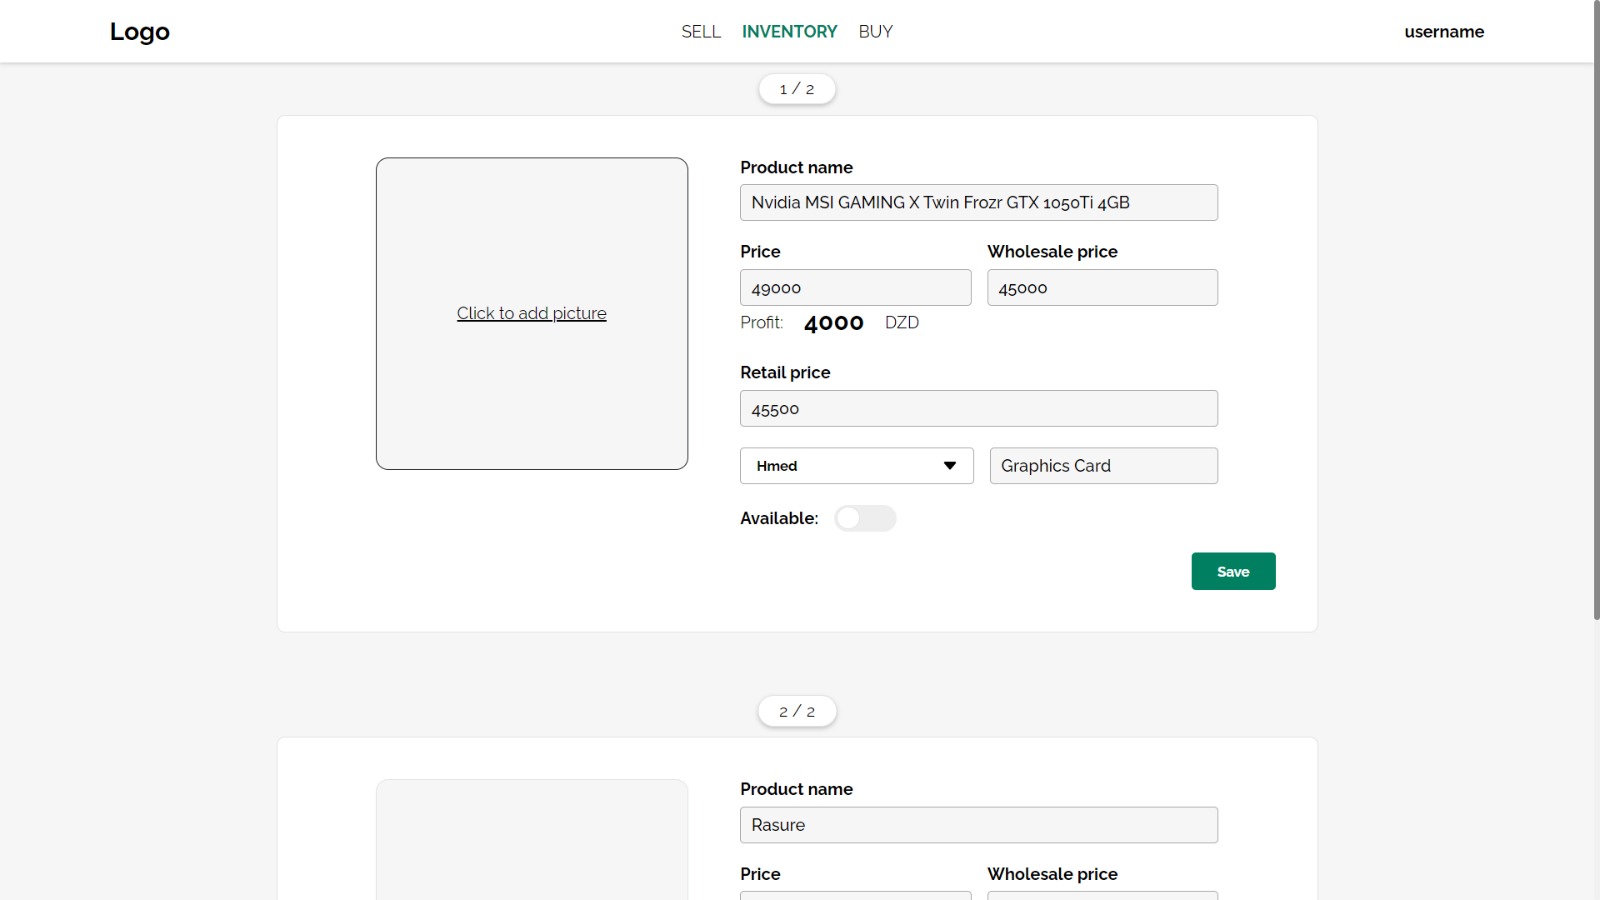 Logo
SELL INVENTORY BUY
username
1 / 2
Click to add picture
Product name
Nvidia MSI GAMING X Twin Frozr GTX 1050Ti 4GB
Price Wholesale price
49000 45000
Profit: 4000 DZD
Retail price
45500
Hmed Graphics Card
Available:
Save
2 / 2
Product name
Rasure
Price Wholesale price